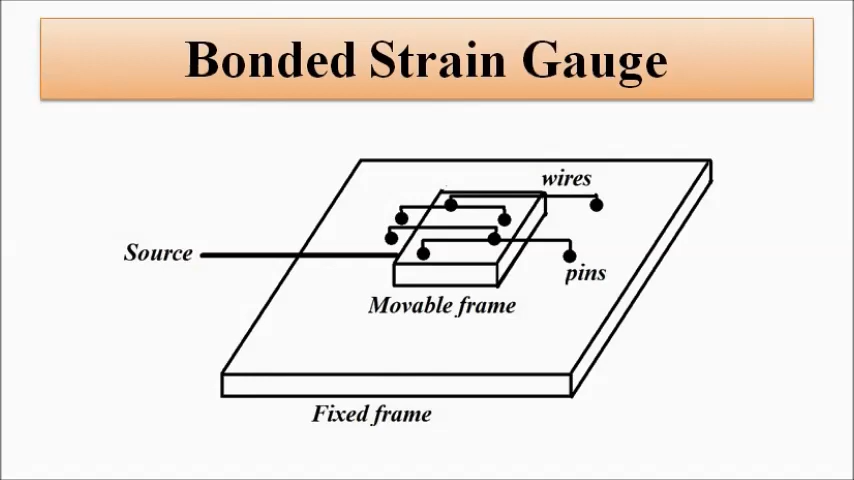 Bonded Strain Gauge
wires
Source
pins
Movable frame
Fixed frame